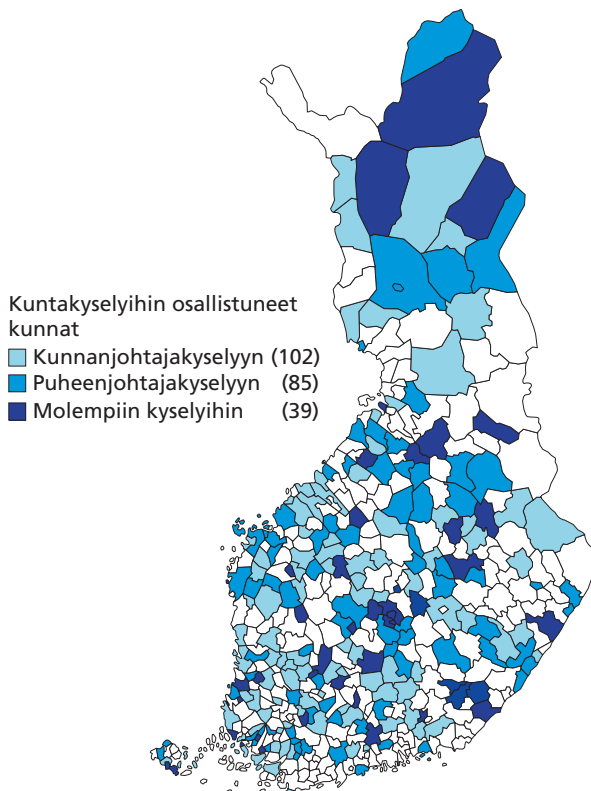 Kuntakyselyihin osallistuneet
kunnat
Kunnanjohtajakyselyyn (102)
Puheenjohtajakyselyyn (85)
Molempiin kyselyihin (39)